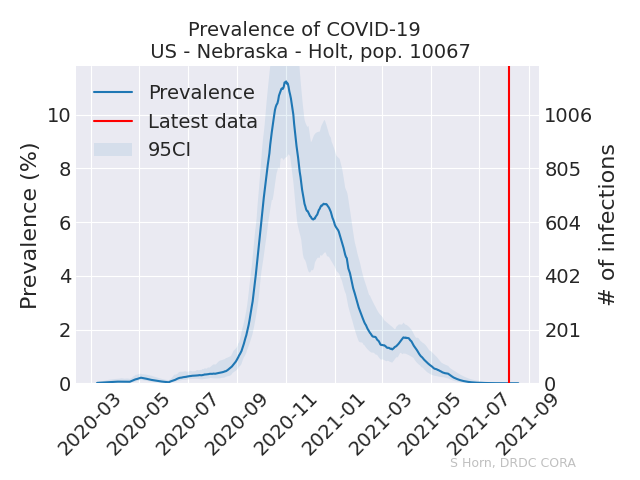 Prevalence of COVID-19
US - Nebraska - Holt, pop. 10067
Prevalence
Latest data
95CI
Prevalence (%)
10
8
6
4
2
0
1006
805
604
402
201
0
# of infections
2020-03
2020-05
2020-07
2020-09
2020-11
2021-01
2021-03
2021-05
2021-07
2021-09
S Horn, DRDC CORA